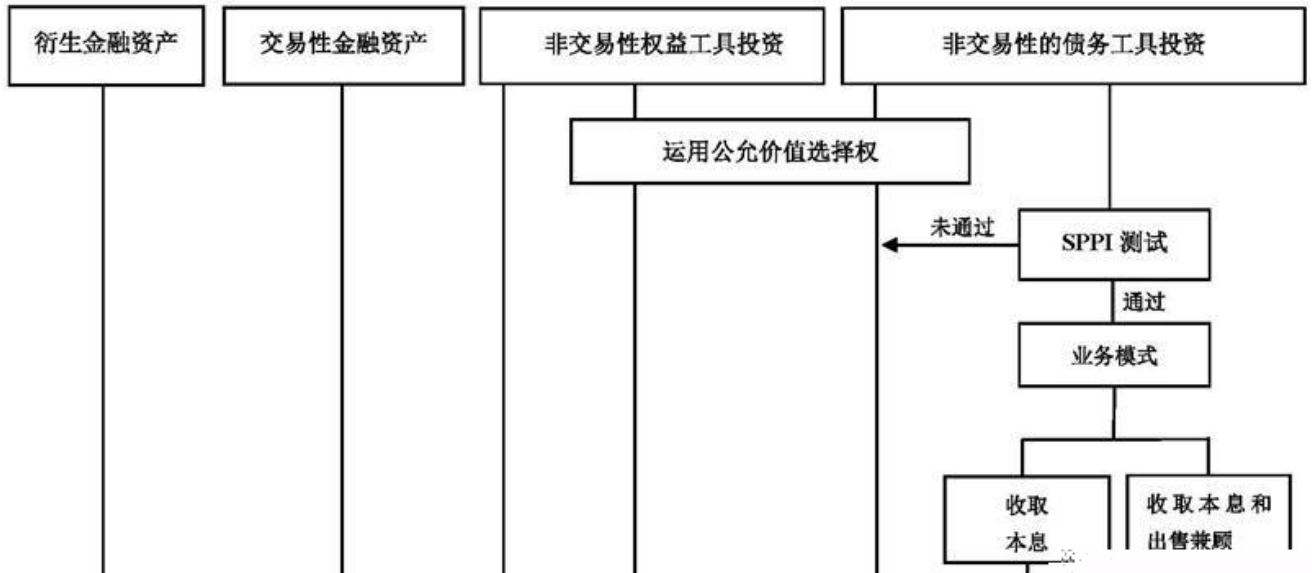 衍生金融资产
交易性金融资产
非交易性权益工具投资
非交易性的债务工具投资
运用公允价值选择权
未通过
SPPI 测试
通过
业务模式
收取
本息
收取本息和
出售兼顾